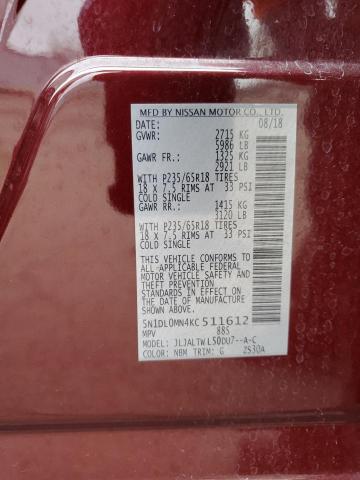 MFD BY NISSAN MOTOR CO., LTD.
DATE: 08/18
GVWR: 2715 KG
5986 LB
GAWR FR.: 1325 KG
2921 LB
WITH P235/65R18 TIRES
18 X 7.5 RIMS AT 33 PSI
COLD SINGLE
GAWR RR.: 1415 KG
3120 LB
WITH P235/65R18 TIRES
18 X 7.5 RIMS AT 33 PSI
COLD SINGLE
THIS VEHICLE CONFORMS TO
ALL APPLICABLE FEDERAL
MOTOR VEHICLE SAFETY AND
THEFT PREVENTION STANDARDS
IN EFFECT ON THE DATE OF
MANUFACTURE SHOWN ABOVE.
5N1DL0MN4KC511612
MPV 885
MODEL: JLJALTWL50DU7--A-C
COLOR: NBM TRIM: G 2S30A